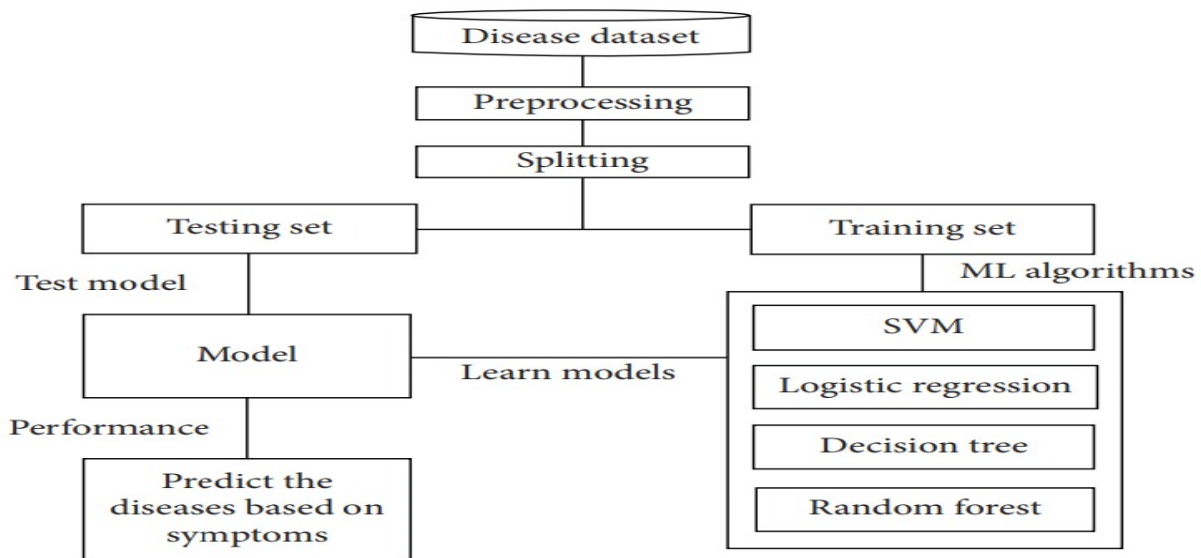 Disease dataset
Preprocessing
Splitting
Testing set
Training set
Test model
ML algorithms
Model
Learn models
SVM
Logistic regression
Decision tree
Random forest
Performance
Predict the
diseases based on
symptoms